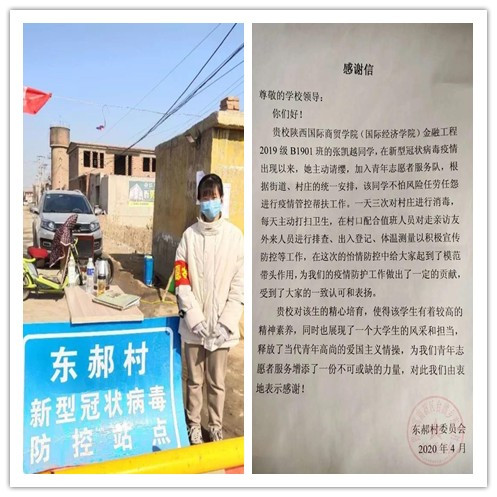 东郝村
新型冠状病毒
防控站点
感谢信
尊敬的学校领导:
你们好!
贵校陕西国际商贸学院(国际经济学院)金融工程
2019级B1901班的张凯越同学,在新型冠状病毒疫情
出现以来,她主动请缨,加入青年志愿者服务队,根
据街道、村庄的统一安排,该同学不怕风险任劳任怨
进行疫情管控帮扶工作。一天三次对村庄进行消毒,
每天主动打扫卫生,在村口配合值班人员对走亲访友
外来人员进行排查、出入登记、体温测量以积极宣传
防控等工作,在这次的份情防控中给大家起到了模范
带头作用,为我们的疫情防护工作做出了一定的贡献,
受到了大家的一致认可和表扬。
贵校对该生的精心培育,使得该学生有着较高的
精神素养,同时也展现了一个大学生的风采和担当,
释放了当代青年高尚的爱国主义情操,为我们青年志
愿者服务增添了一份不可或缺的力量,对此我们由衷
地表示感谢!
东郝村委员会
2020年4月